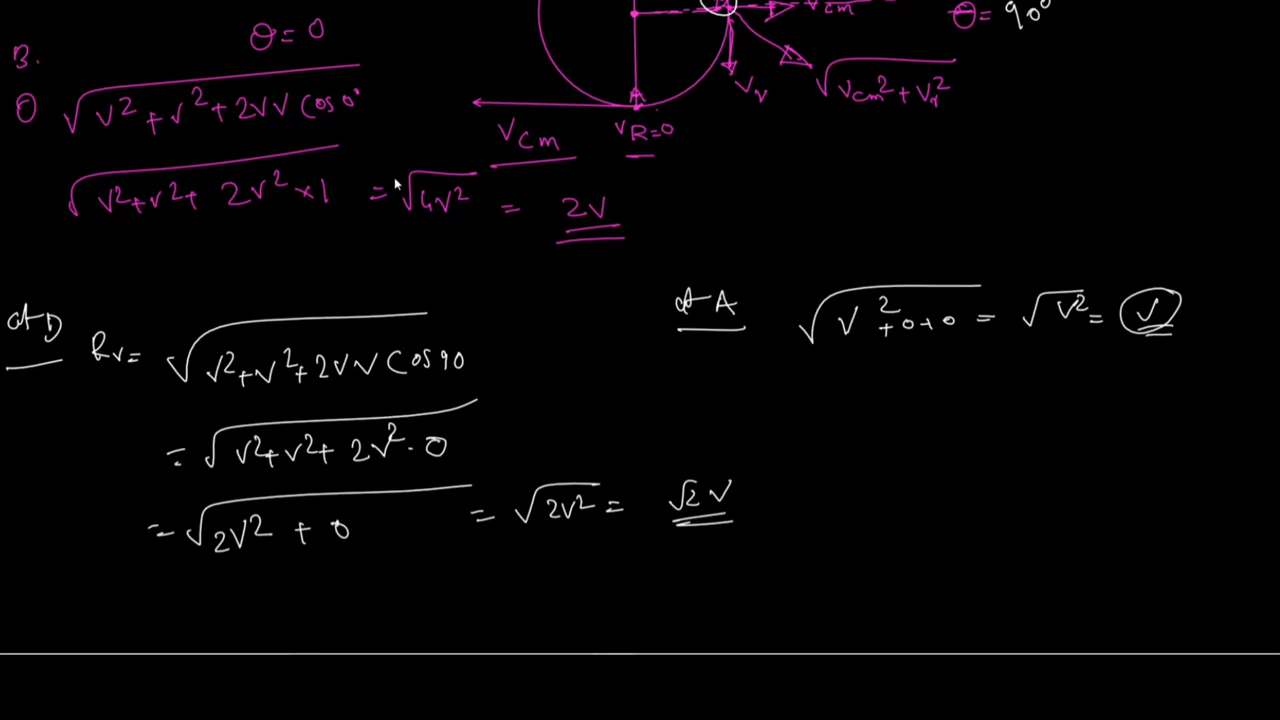 V_cm
θ = 90°
θ = 0
B.
√(V² + V² + 2VV Cos 0°
V_r
√(V_cm² + V_r²
V_R=0
V_cm
√(V² + V² + 2V² × 1 = √4V² = 2V
at D
at A
√(V² + 0 + 0 = √V² = V
Rv = √(V² + V² + 2VV Cos 90
= √(V² + V² + 2V² · 0
= √(2V² + 0 = √2V² = √2 V